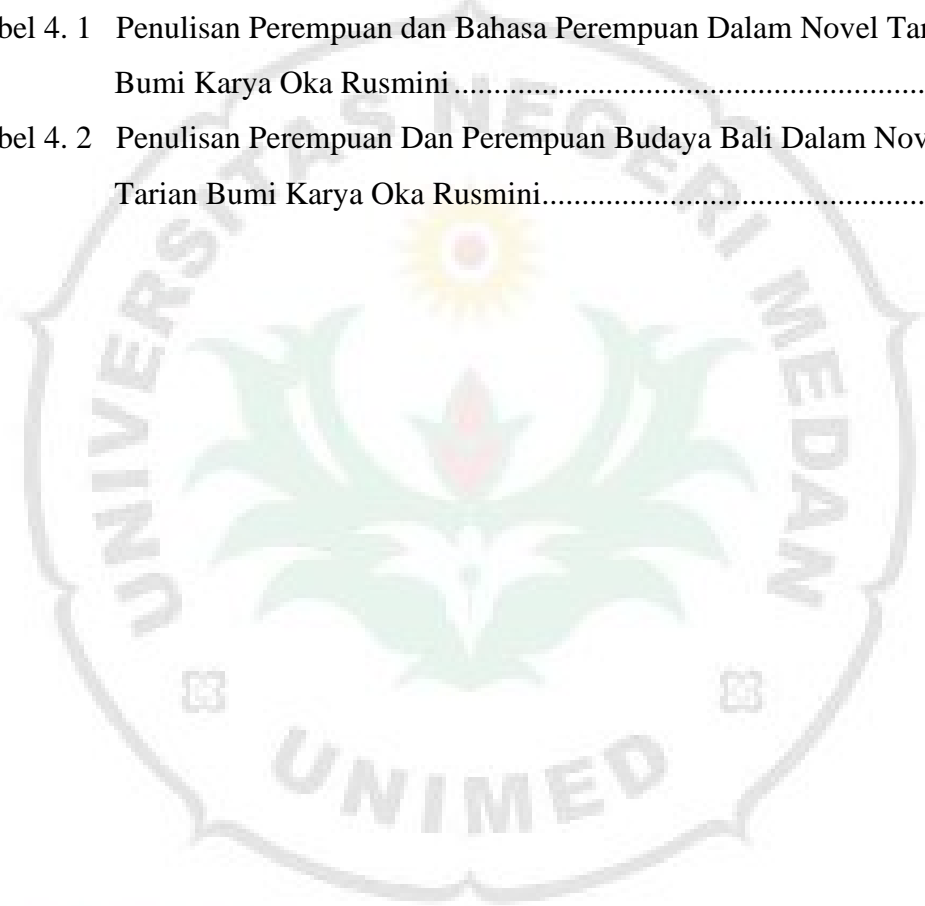 bel 4. 1 Penulisan Perempuan dan Bahasa Perempuan Dalam Novel Tar
Bumi Karya Oka Rusmini................................................................
bel 4. 2 Penulisan Perempuan Dan Perempuan Budaya Bali Dalam Nov
Tarian Bumi Karya Oka Rusmini................................................
UNIVERSITAS NEGERI MEDAN
UNIMED